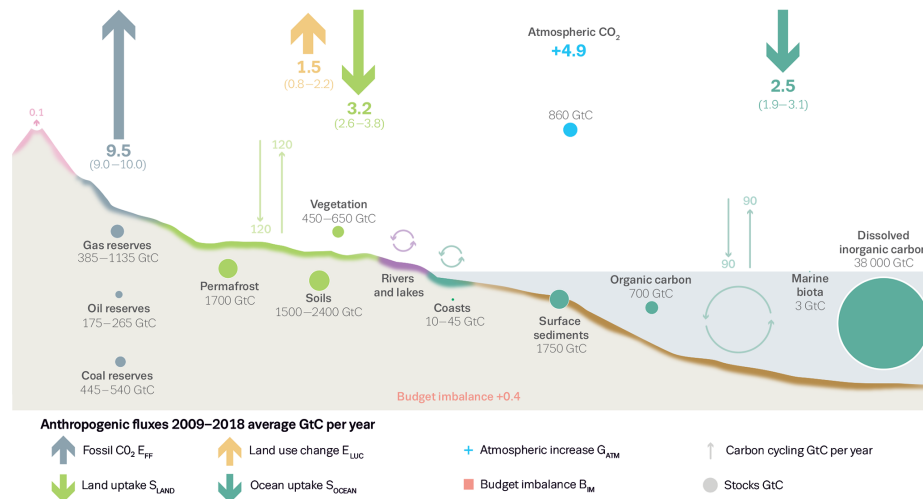 Atmospheric CO₂
+4.9
1.5
(0.8–2.2)
3.2
(2.6–3.8)
2.5
(1.9–3.1)
0.1
860 GtC
9.5
(9.0–10.0)
120
120
Vegetation
450–650 GtC
90
90
Gas reserves
385–1135 GtC
Permafrost
1700 GtC
Soils
1500–2400 GtC
Rivers
and lakes
Dissolved
inorganic carbon
38 000 GtC
Oil reserves
175–265 GtC
Coasts
10–45 GtC
Surface
sediments
1750 GtC
Organic carbon
700 GtC
Marine
biota
3 GtC
Coal reserves
445–540 GtC
Budget imbalance +0.4
Anthropogenic fluxes 2009–2018 average GtC per year
Fossil CO2 E_FF
Land use change E_LUC
Atmospheric increase G_ATM
Carbon cycling GtC per year
Land uptake S_LAND
Ocean uptake S_OCEAN
Budget imbalance B_IM
Stocks GtC